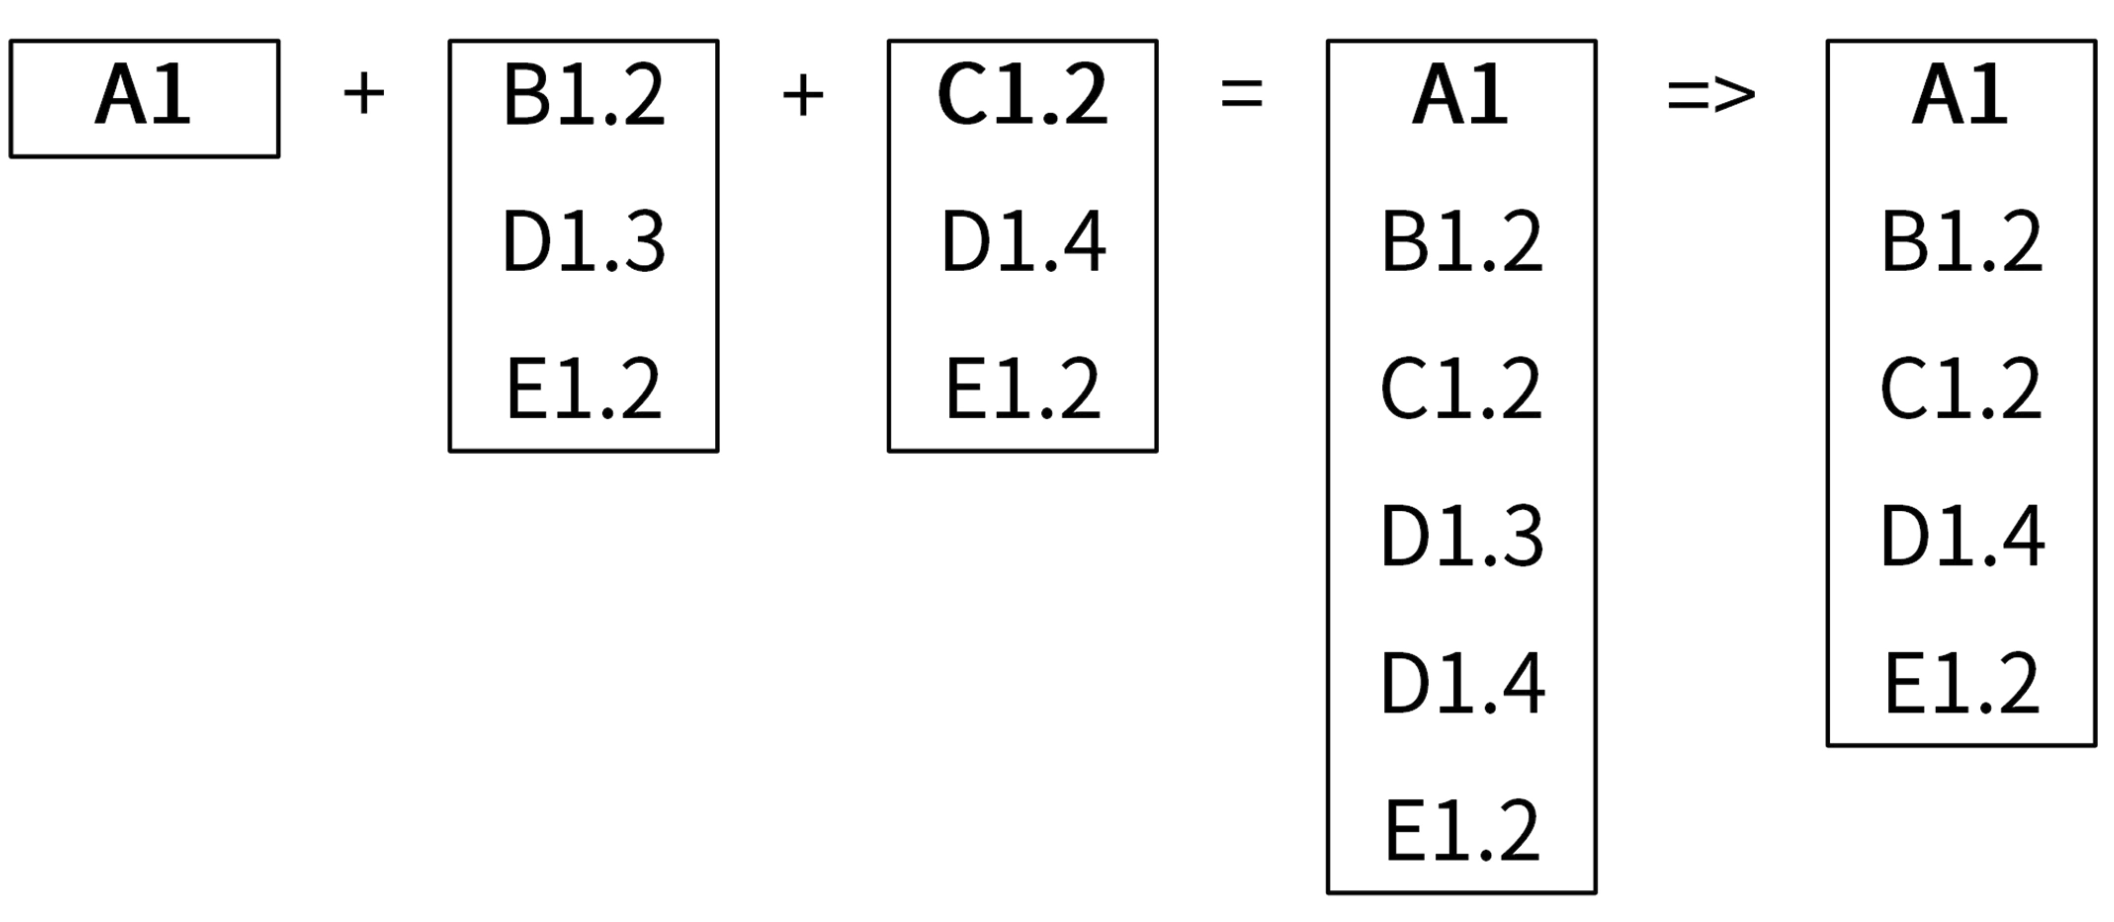 A1 + B1.2 + C1.2 = A1 => A1
D1.3 D1.4 B1.2 B1.2
E1.2 E1.2 C1.2 C1.2
D1.3 D1.4
D1.4 E1.2
E1.2